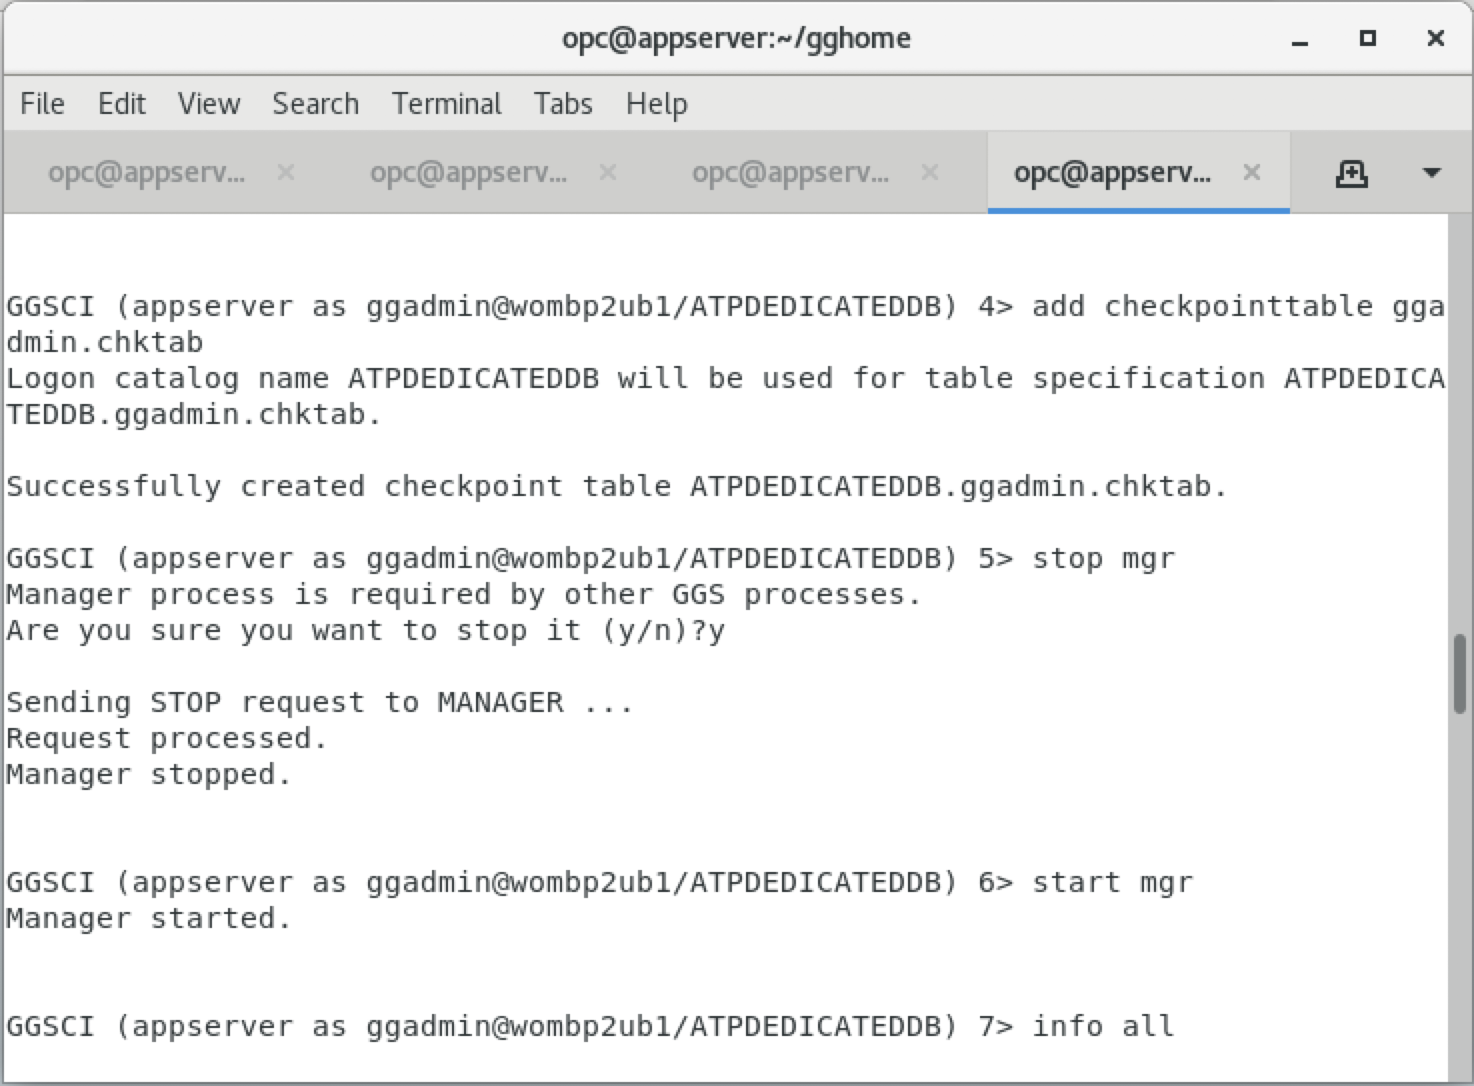 opc@appserver:~/gghome
File Edit View Search Terminal Tabs Help
opc@appserv... opc@appserv... opc@appserv... opc@appserv...
GGSCI (appserver as ggadmin@wombp2ub1/ATPDEDICATEDDB) 4> add checkpointtable gga
dmin.chktab
Logon catalog name ATPDEDICATEDDB will be used for table specification ATPDEDICA
TEDDB.ggadmin.chktab.
Successfully created checkpoint table ATPDEDICATEDDB.ggadmin.chktab.
GGSCI (appserver as ggadmin@wombp2ub1/ATPDEDICATEDDB) 5> stop mgr
Manager process is required by other GGS processes.
Are you sure you want to stop it (y/n)?y
Sending STOP request to MANAGER ...
Request processed.
Manager stopped.
GGSCI (appserver as ggadmin@wombp2ub1/ATPDEDICATEDDB) 6> start mgr
Manager started.
GGSCI (appserver as ggadmin@wombp2ub1/ATPDEDICATEDDB) 7> info all